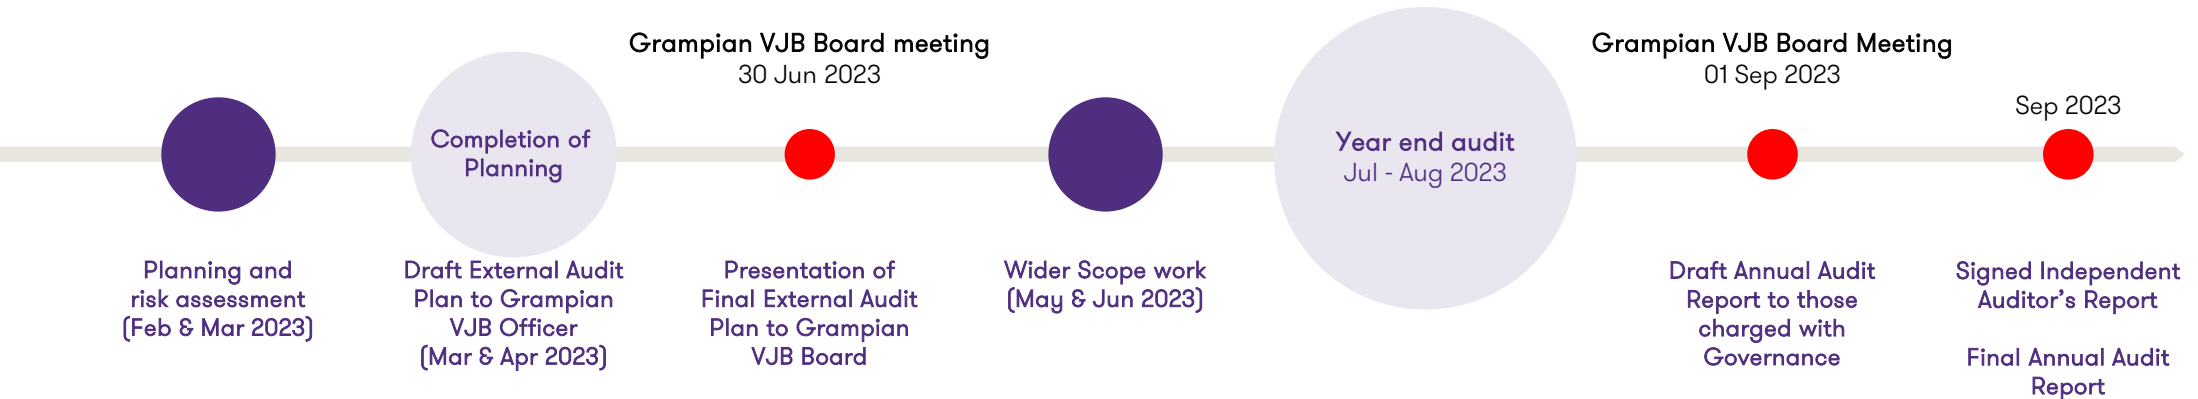 Planning and
risk assessment
(Feb & Mar 2023)
Completion of
Planning
Draft External Audit
Plan to Grampian
VJB Officer
(Mar & Apr 2023)
Grampian VJB Board meeting
30 Jun 2023
Presentation of
Final External Audit
Plan to Grampian
VJB Board
Wider Scope work
(May & Jun 2023)
Year end audit
Jul - Aug 2023
Grampian VJB Board Meeting
01 Sep 2023
Draft Annual Audit
Report to those
charged with
Governance
Sep 2023
Signed Independent
Auditor’s Report
Final Annual Audit
Report